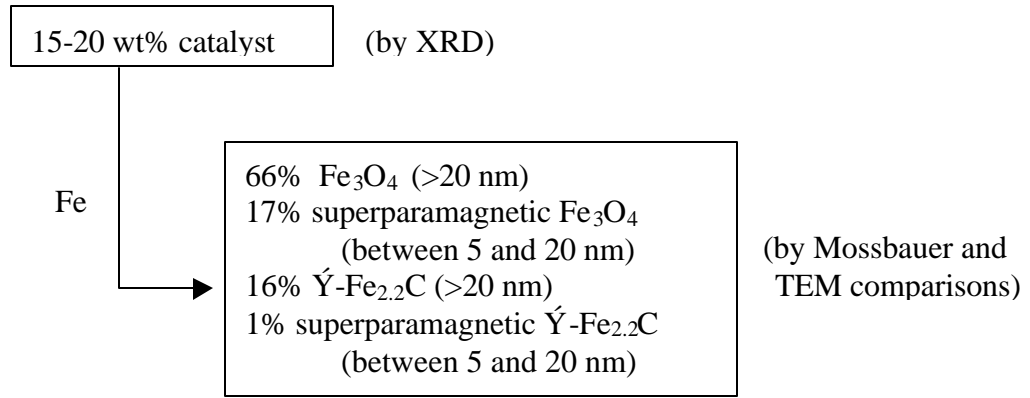 15-20 wt% catalyst (by XRD)
Fe
66% Fe₃O₄ (>20 nm)
17% superparamagnetic Fe₃O₄
(between 5 and 20 nm)
16% Ý-Fe₂.₂C (>20 nm)
1% superparamagnetic Ý-Fe₂.₂C
(between 5 and 20 nm)
(by Mossbauer and
TEM comparisons)